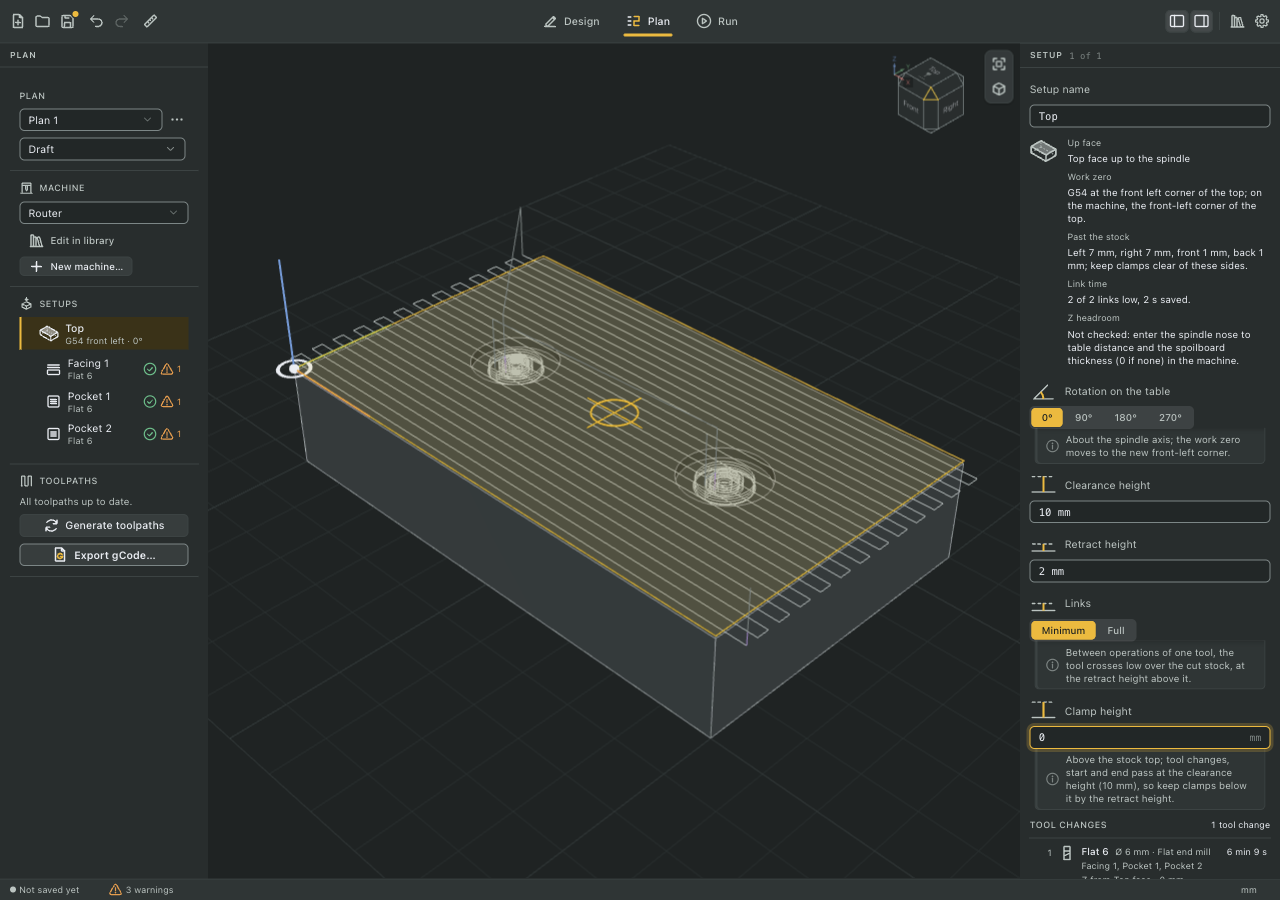 Design
Plan
Run
PLAN
PLAN
Plan 1
Draft
MACHINE
Router
Edit in library
New machine...
SETUPS
Top
G54 front left · 0°
Facing 1
Flat 6
1
Pocket 1
Flat 6
1
Pocket 2
Flat 6
1
TOOLPATHS
All toolpaths up to date.
Generate toolpaths
Export gCode...
Top
Front
Right
SETUP 1 of 1
Setup name
Top
Up face
Top face up to the spindle
Work zero
G54 at the front left corner of the top; on
the machine, the front-left corner of the
top.
Past the stock
Left 7 mm, right 7 mm, front 1 mm, back 1
mm; keep clamps clear of these sides.
Link time
2 of 2 links low, 2 s saved.
Z headroom
Not checked: enter the spindle nose to
table distance and the spoilboard
thickness (0 if none) in the machine.
Rotation on the table
0° 90° 180° 270°
About the spindle axis; the work zero
moves to the new front-left corner.
Clearance height
10 mm
Retract height
2 mm
Links
Minimum Full
Between operations of one tool, the
tool crosses low over the cut stock, at
the retract height above it.
Clamp height
0 mm
Above the stock top; tool changes,
start and end pass at the clearance
height (10 mm), so keep clamps below
it by the retract height.
TOOL CHANGES 1 tool change
1 Flat 6 Ø 6 mm · Flat end mill 6 min 9 s
Facing 1, Pocket 1, Pocket 2
Not saved yet
3 warnings
mm